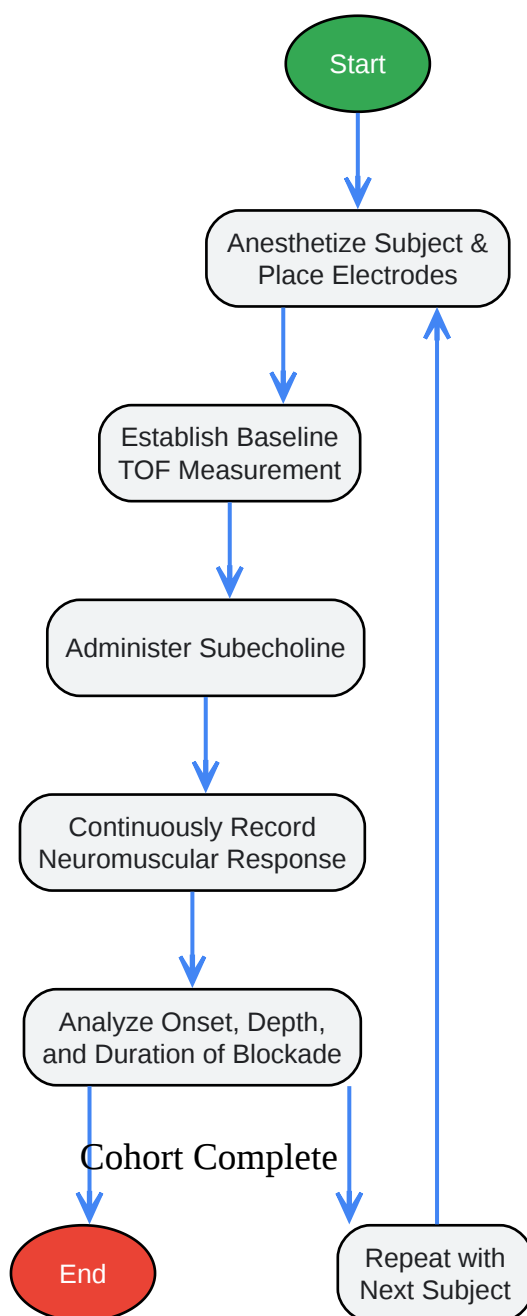 Start
Anesthetize Subject &
Place Electrodes
Establish Baseline
TOF Measurement
Administer Subecholine
Continuously Record
Neuromuscular Response
Analyze Onset, Depth,
and Duration of Blockade
Cohort Complete
End
Repeat with
Next Subject